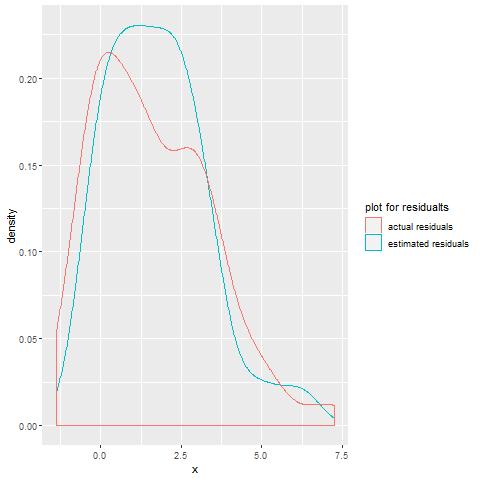 0.20
0.15
density
0.10
0.05
0.00
0.0 2.5 5.0 7.5
x
plot for residualts
actual residuals
estimated residuals